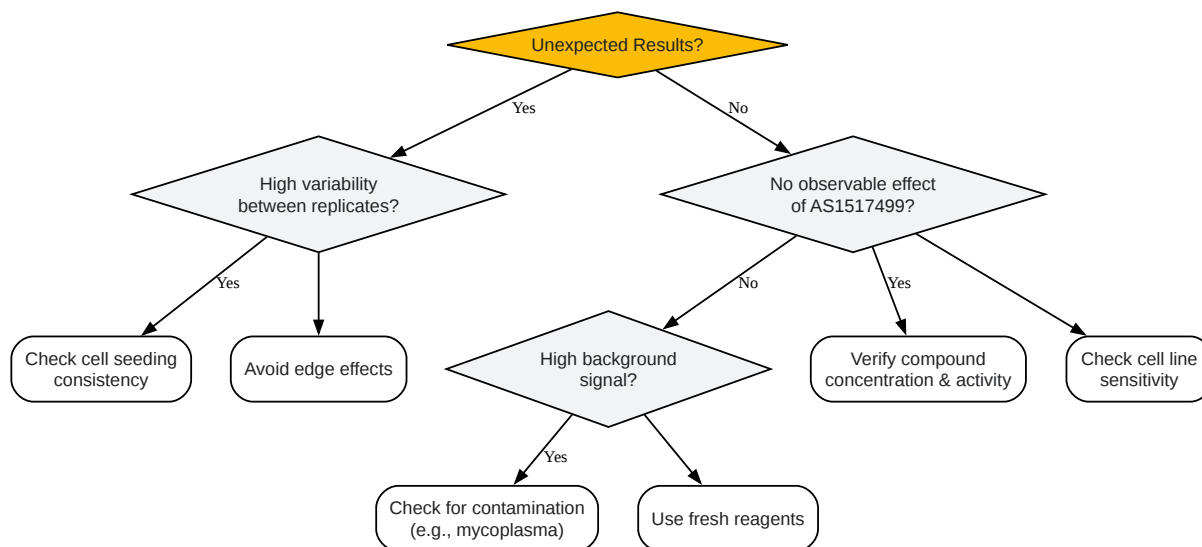 Unexpected Results?
Yes
No
High variability
between replicates?
No observable effect
of AS1517499?
Yes
No
Yes
Check cell seeding
consistency
Avoid edge effects
High background
signal?
Verify compound
concentration & activity
Check cell line
sensitivity
Yes
Check for contamination
(e.g., mycoplasma)
Use fresh reagents